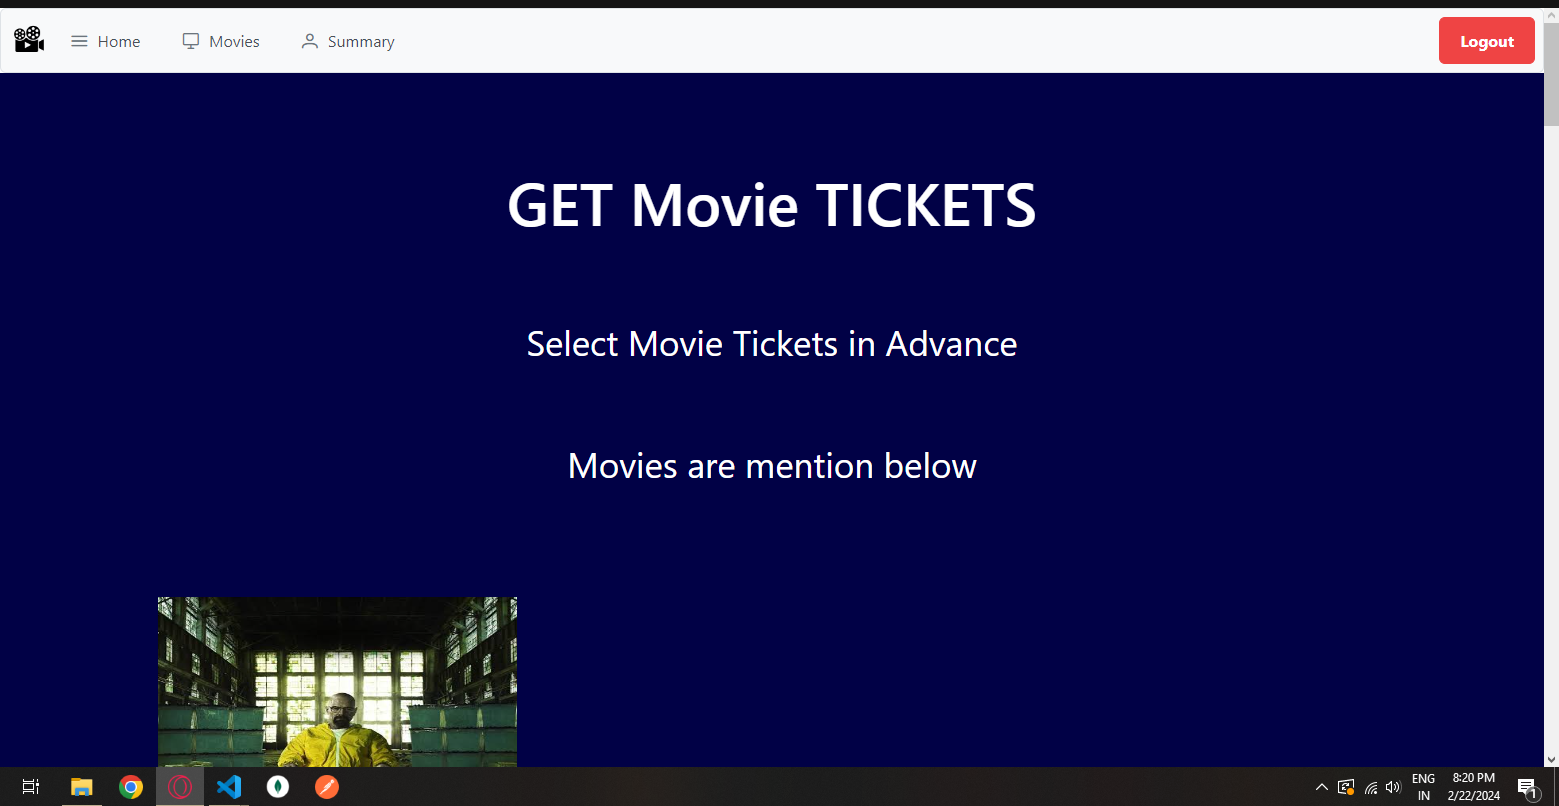 Home Movies Summary Logout
GET Movie TICKETS
Select Movie Tickets in Advance
Movies are mention below
ENG 8:20 PM
IN 2/22/2024 1